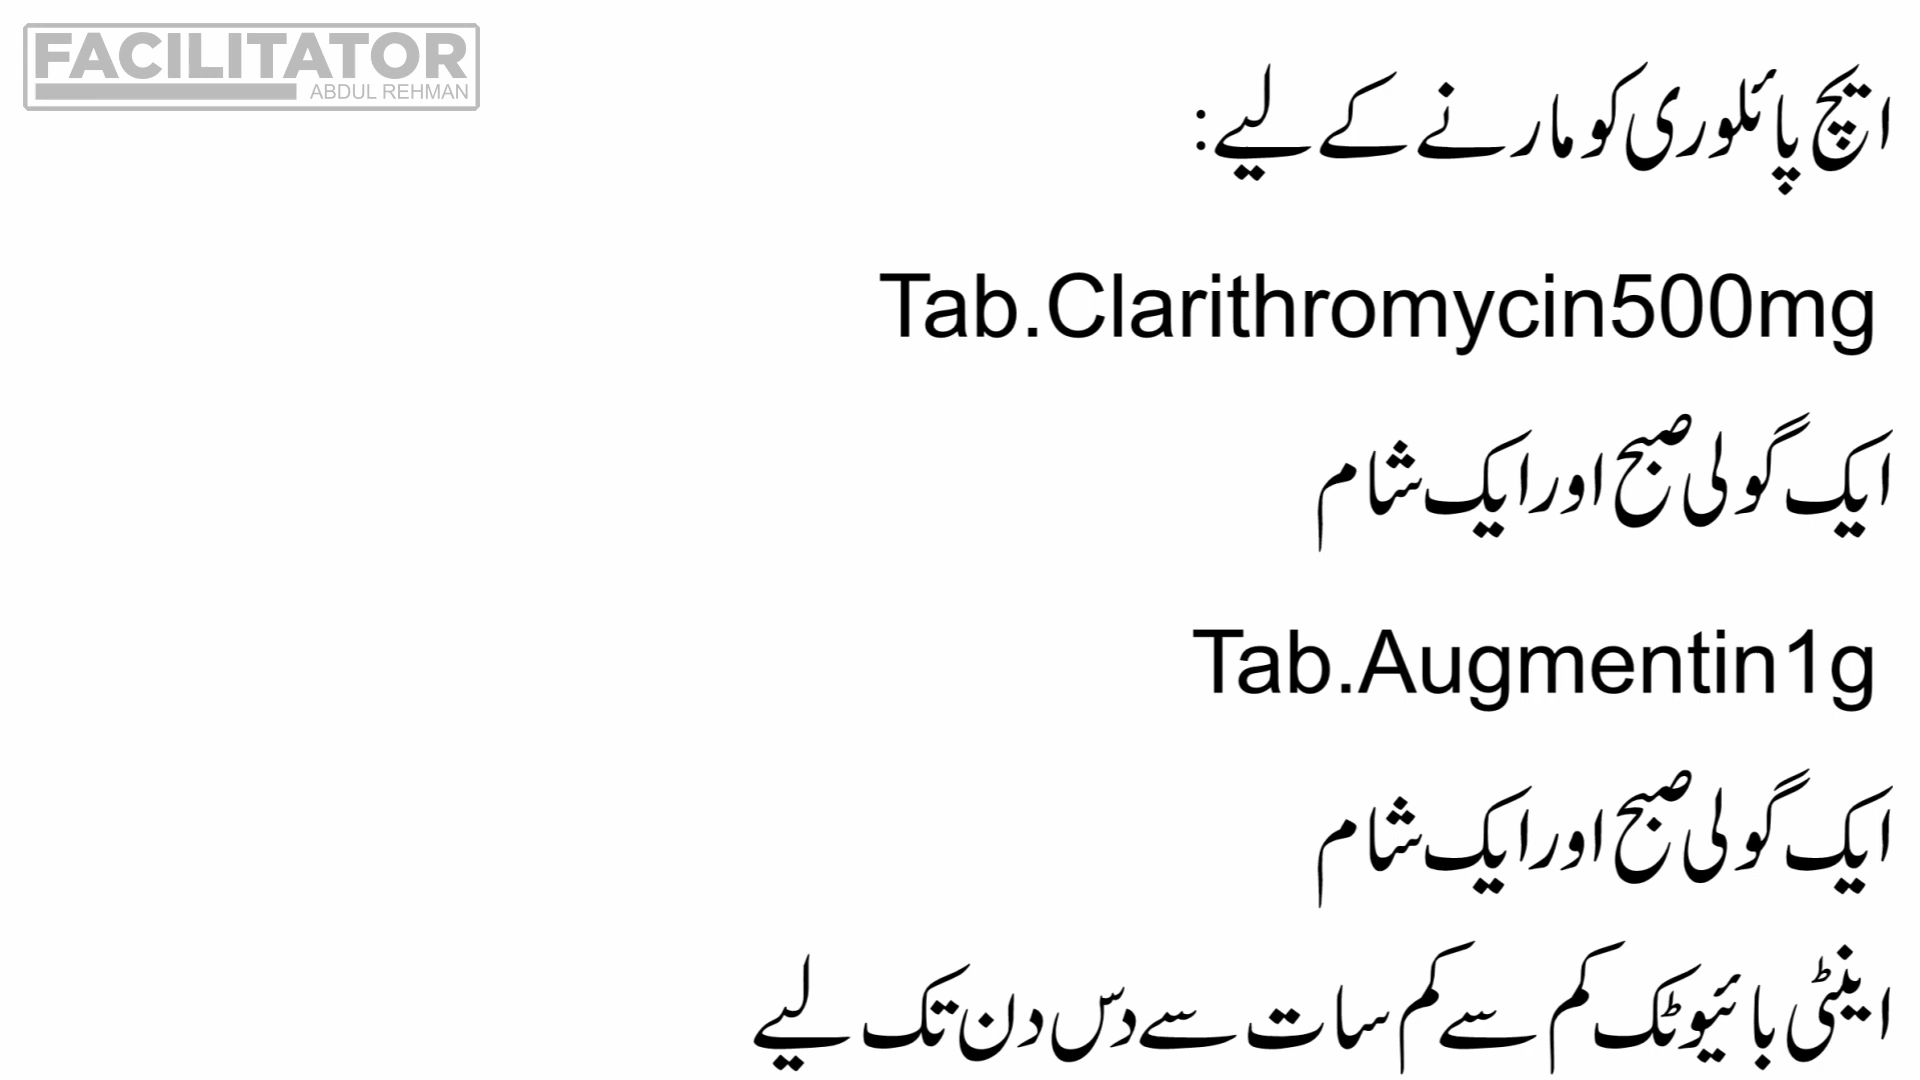 FACILITATOR
ABDUL REHMAN
ایچ پائلوری کو مارنے کے لیے:
Tab.Clarithromycin500mg
ایک گولی صبح اور ایک شام
Tab.Augmentin1g
ایک گولی صبح اور ایک شام
اینٹی بائیوٹک کم سے کم سات سے دس دن تک لیے